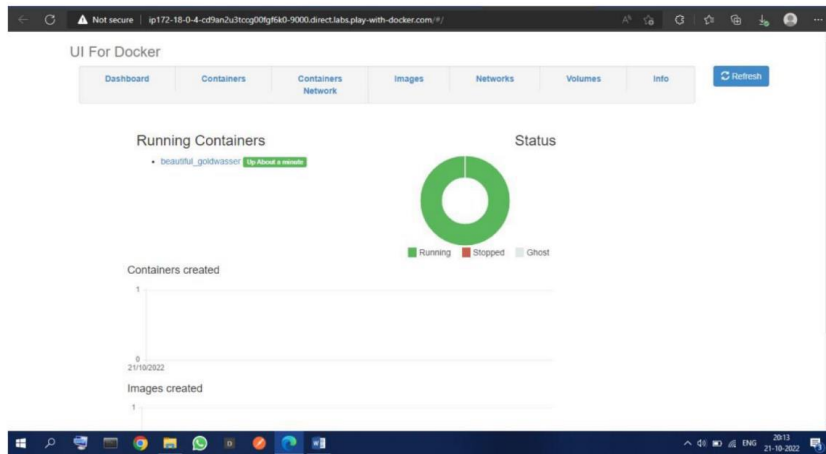 Not secure ip172-18-0-4-cd9an2u3tccg00fgf6k0-9000.direct.labs.play-with-docker.com/#/
UI For Docker
Dashboard Containers Containers Network Images Networks Volumes Info Refresh
Running Containers
beautiful_goldwasser Up About a minute
Status
Running Stopped Ghost
Containers created
1
0
21/10/2022
Images created
1
ENG
20:13
21-10-2022